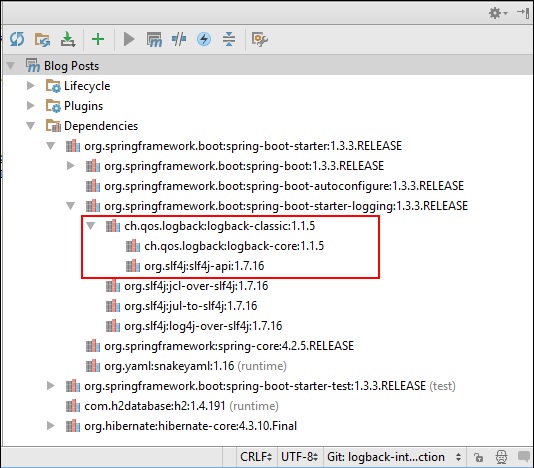 Blog Posts
Lifecycle
Plugins
Dependencies
org.springframework.boot:spring-boot-starter:1.3.3.RELEASE
org.springframework.boot:spring-boot:1.3.3.RELEASE
org.springframework.boot:spring-boot-autoconfigure:1.3.3.RELEASE
org.springframework.boot:spring-boot-starter-logging:1.3.3.RELEASE
ch.qos.logback:logback-classic:1.1.5
ch.qos.logback:logback-core:1.1.5
org.slf4j:slf4j-api:1.7.16
org.slf4j:jcl-over-slf4j:1.7.16
org.slf4j:jul-to-slf4j:1.7.16
org.slf4j:log4j-over-slf4j:1.7.16
org.springframework:spring-core:4.2.5.RELEASE
org.yaml:snakeyaml:1.16 (runtime)
org.springframework.boot:spring-boot-starter-test:1.3.3.RELEASE (test)
com.h2database:h2:1.4.191 (runtime)
org.hibernate:hibernate-core:4.3.10.Final
CRLF UTF-8 Git: logback-int...ction